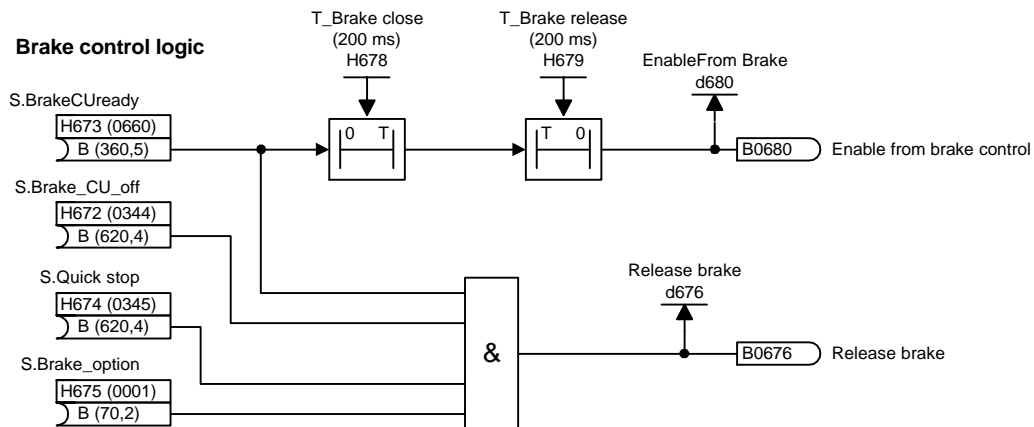 Brake control logic
T_Brake close
(200 ms)
H678
T_Brake release
(200 ms)
H679
EnableFrom Brake
d680
S.BrakeCUready
H673 (0660)
B (360,5)
0 T
T 0
B0680
Enable from brake control
S.Brake_CU_off
H672 (0344)
B (620,4)
S.Quick stop
H674 (0345)
B (620,4)
Release brake
d676
&
B0676
Release brake
S.Brake_option
H675 (0001)
B (70,2)